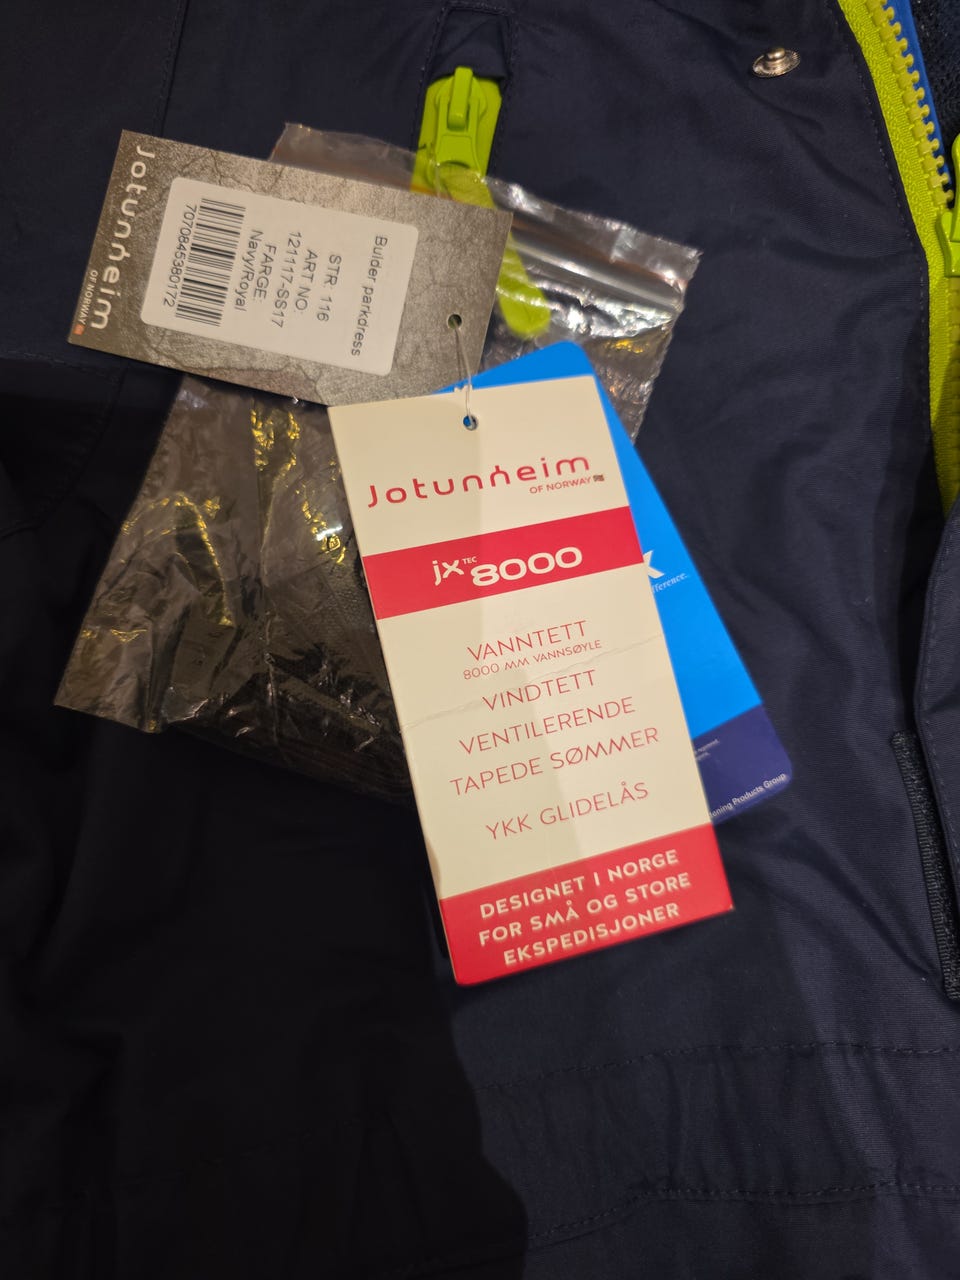 Jotunheim
OF NORWAY
Bulder parkdress
STR. 116
ART NO:
121117-SS17
FARGE:
Navy/Royal
7070845380172
Jotunheim
OF NORWAY
jx TEC 8000
VANNTETT
8000 MM VANNSØYLE
VINDTETT
VENTILERENDE
TAPEDE SØMMER
YKK GLIDELÅS
DESIGNET I NORGE
FOR SMÅ OG STORE
EKSPEDISJONER
Products Group